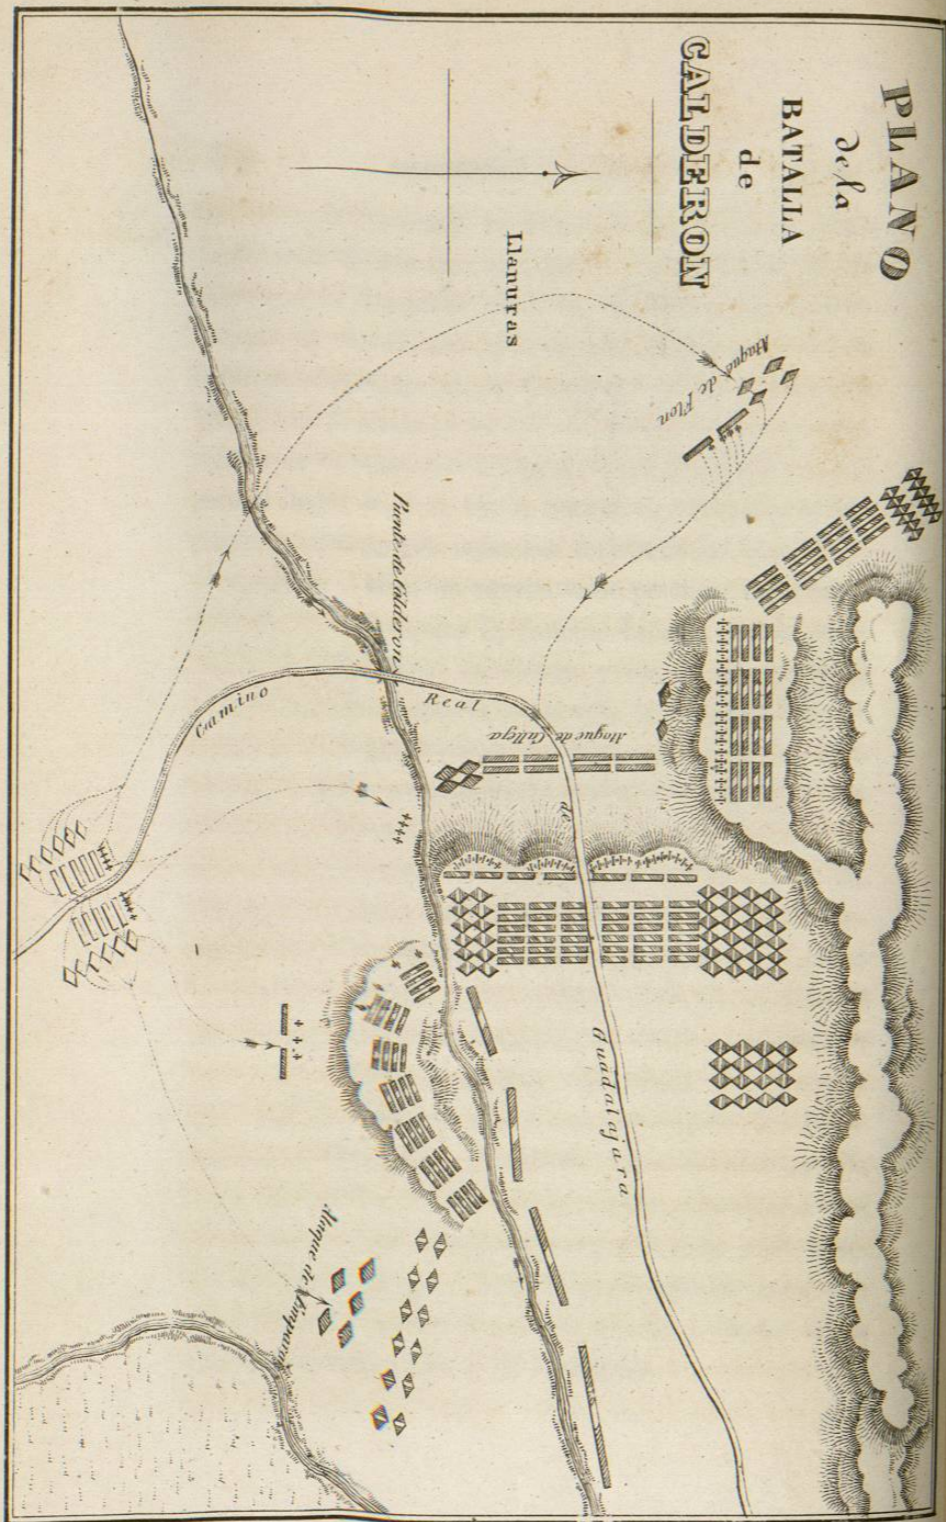 PLANO
de la
BATALLA
de
CALDERON
Llanuras
Ataque de Flon
Puente de Calderon
Camino Real de Guadalajara
Ataque de Calleja
Ataque de Emparan